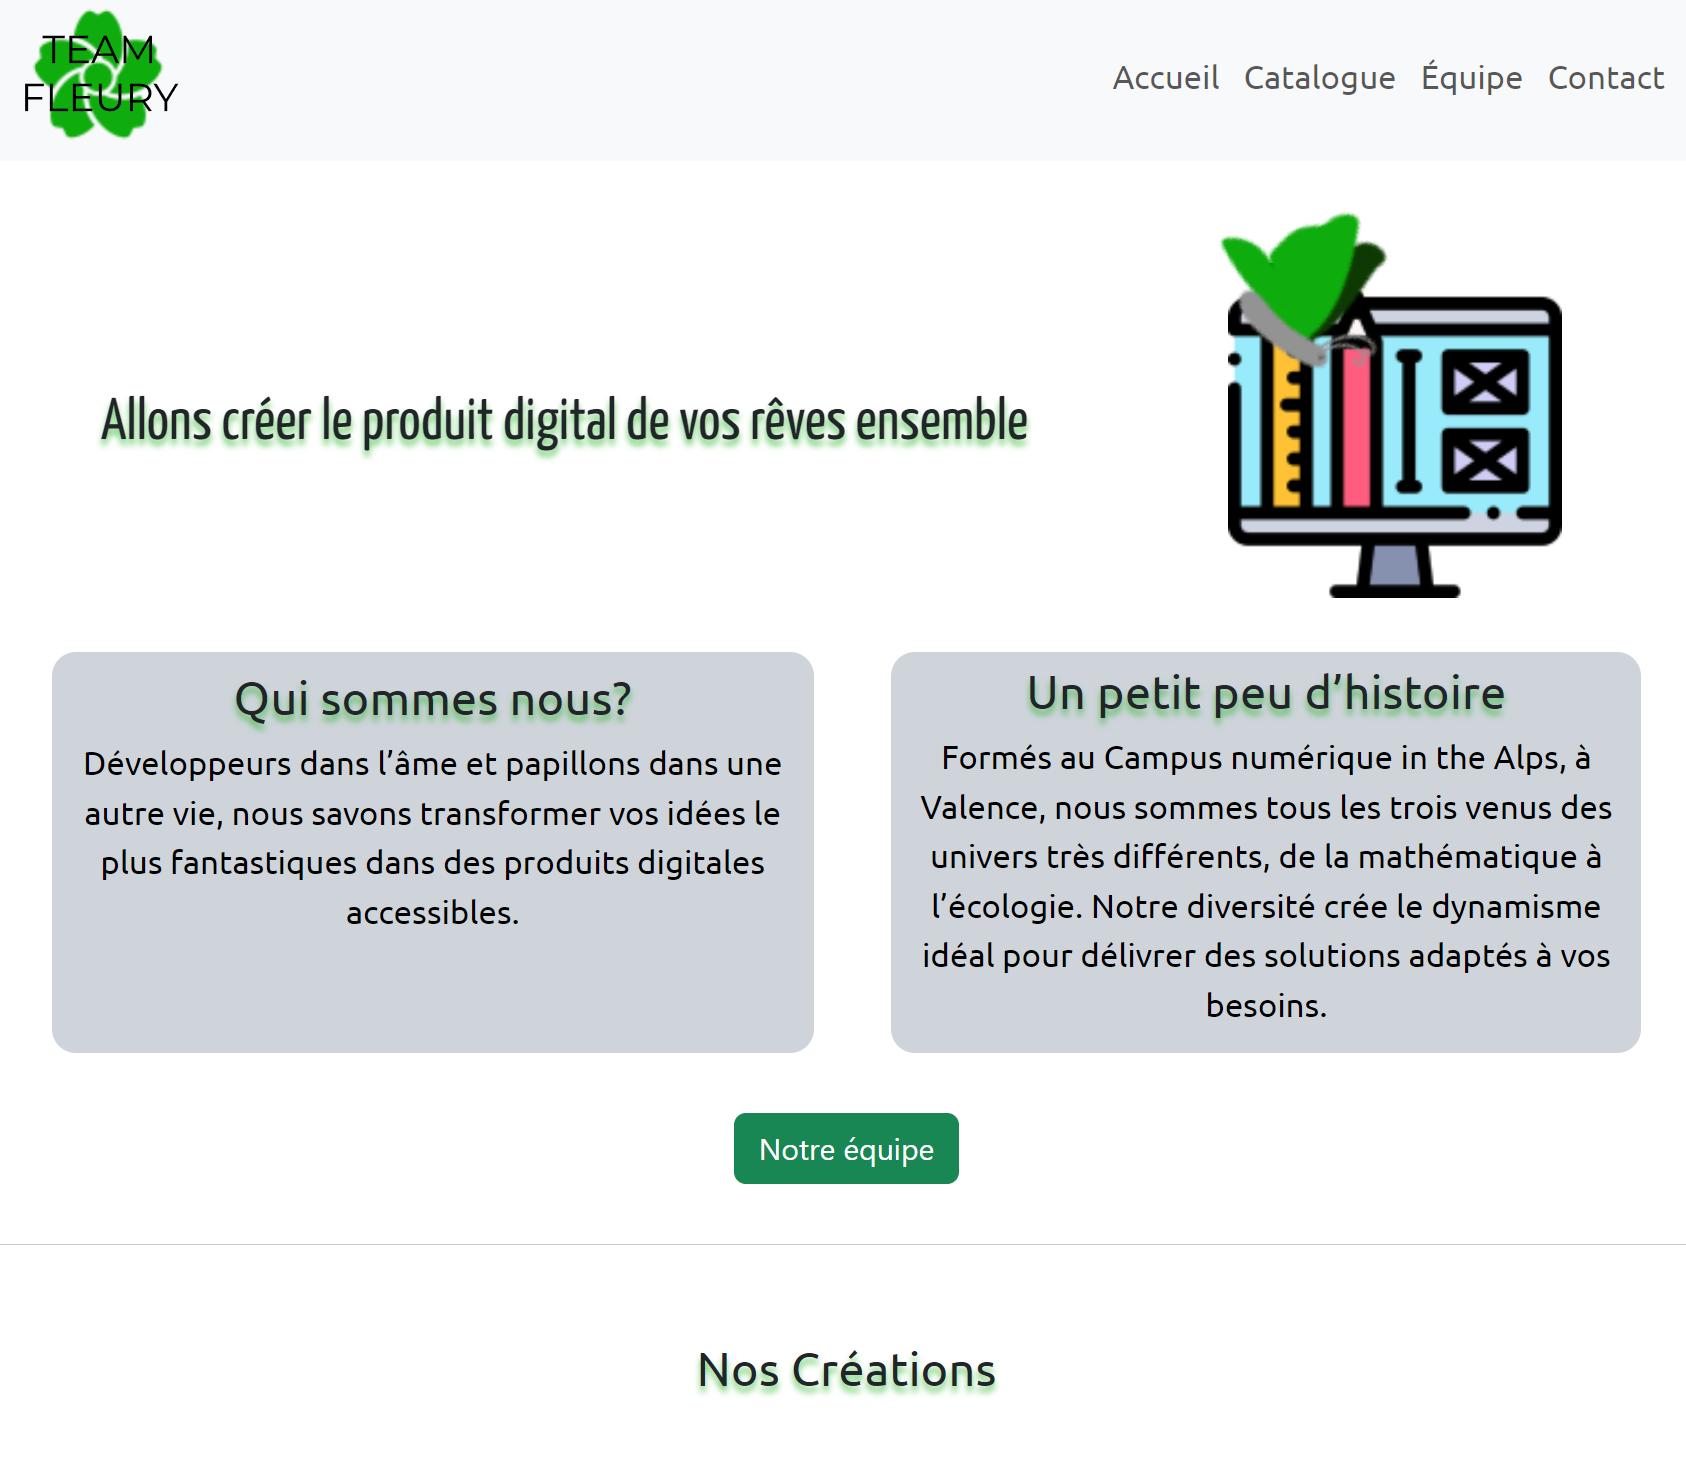 TEAM
FLEURY
Accueil Catalogue Équipe Contact
Allons créer le produit digital de vos rêves ensemble
Qui sommes nous?
Développeurs dans l’âme et papillons dans une
autre vie, nous savons transformer vos idées le
plus fantastiques dans des produits digitales
accessibles.
Un petit peu d’histoire
Formés au Campus numérique in the Alps, à
Valence, nous sommes tous les trois venus des
univers très différents, de la mathématique à
l’écologie. Notre diversité crée le dynamisme
idéal pour délivrer des solutions adaptés à vos
besoins.
Notre équipe
Nos Créations